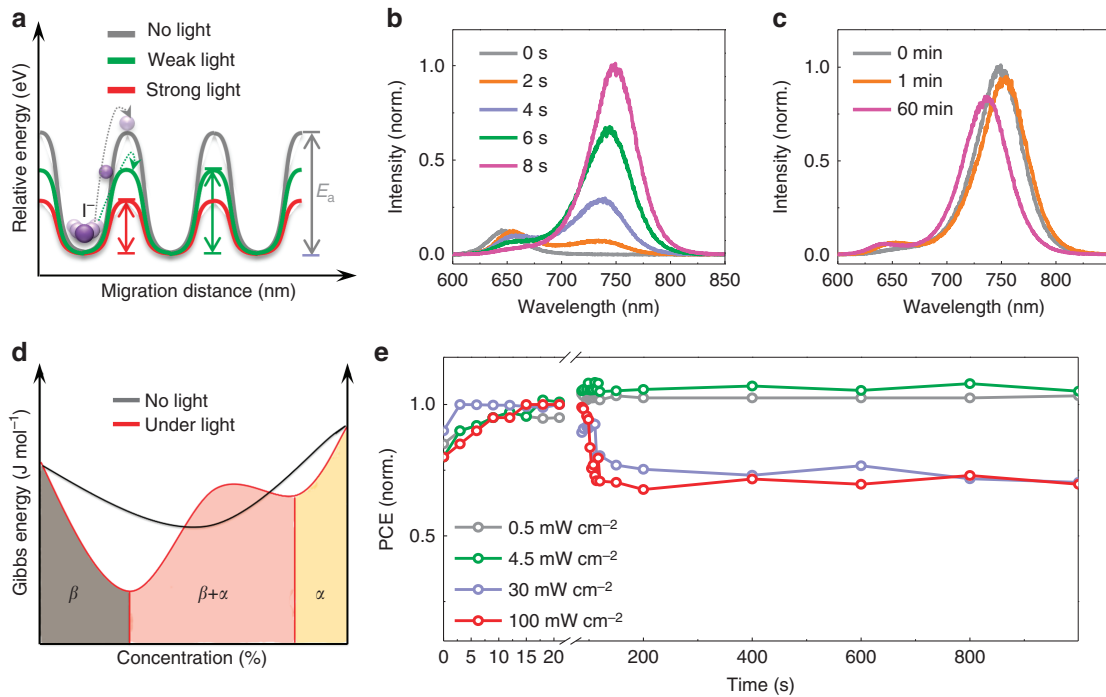 a
No light
Weak light
Strong light
Relative energy (eV)
I⁻
Eₐ
Migration distance (nm)
b
0 s
2 s
4 s
6 s
8 s
Intensity (norm.)
1.0
0.5
0.0
600 650 700 750 800 850
Wavelength (nm)
c
0 min
1 min
60 min
Intensity (norm.)
1.0
0.5
0.0
600 650 700 750 800
Wavelength (nm)
d
No light
Under light
Gibbs energy (J mol⁻¹)
β
β+α
α
Concentration (%)
e
PCE (norm.)
1.0
0.5
0.5 mW cm⁻²
4.5 mW cm⁻²
30 mW cm⁻²
100 mW cm⁻²
0 5 10 15 20 200 400 600 800
Time (s)